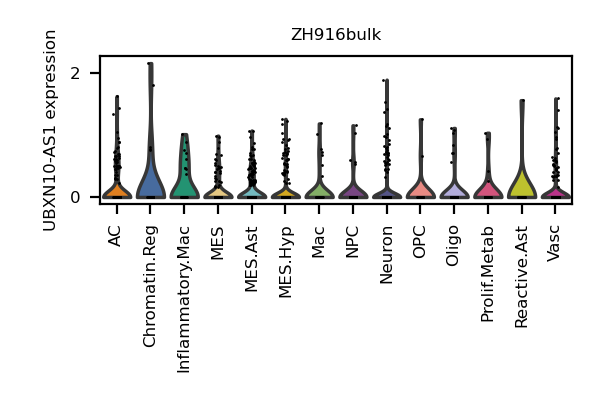 ZH916bulk
UBXN10-AS1 expression
2
0
AC
Chromatin.Reg
Inflammatory.Mac
MES
MES.Ast
MES.Hyp
Mac
NPC
Neuron
OPC
Oligo
Prolif.Metab
Reactive.Ast
Vasc